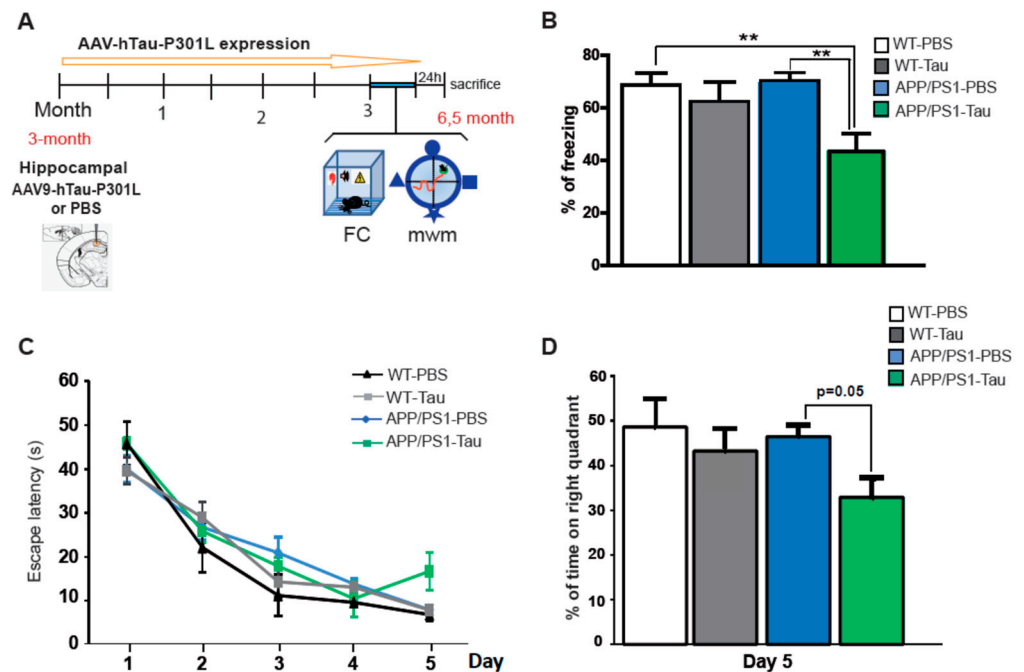 A
AAV-hTau-P301L expression
24h
sacrifice
Month
1
2
3
3-month
6,5 month
Hippocampal
AAV9-hTau-P301L
or PBS
FC
mwm
B
**
**
WT-PBS
WT-Tau
APP/PS1-PBS
APP/PS1-Tau
% of freezing
80
60
40
20
0
C
WT-PBS
WT-Tau
APP/PS1-PBS
APP/PS1-Tau
Escape latency (s)
60
50
40
30
20
10
0
1 2 3 4 5 Day
D
WT-PBS
WT-Tau
APP/PS1-PBS
APP/PS1-Tau
p=0.05
% of time on right quadrant
60
50
40
30
20
10
0
Day 5